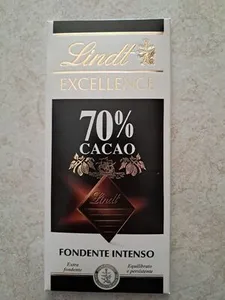 Lindt
EXCELLENCE
70%
CACAO
Lindt
FONDENTE INTENSO
Extra
fondente
Equilibrato
e persistente